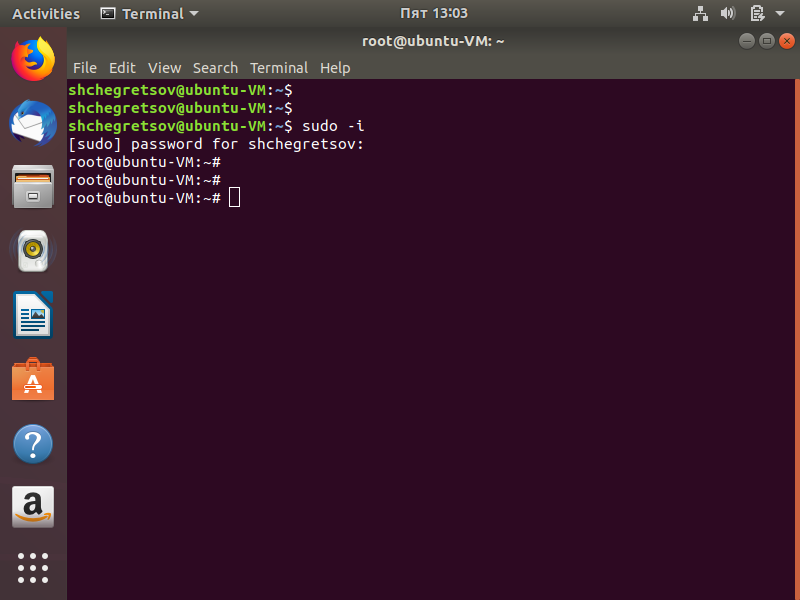 Activities Terminal Пят 13:03
root@ubuntu-VM: ~
File Edit View Search Terminal Help
shchegretsov@ubuntu-VM:~$
shchegretsov@ubuntu-VM:~$
shchegretsov@ubuntu-VM:~$ sudo -i
[sudo] password for shchegretsov:
root@ubuntu-VM:~#
root@ubuntu-VM:~#
root@ubuntu-VM:~#